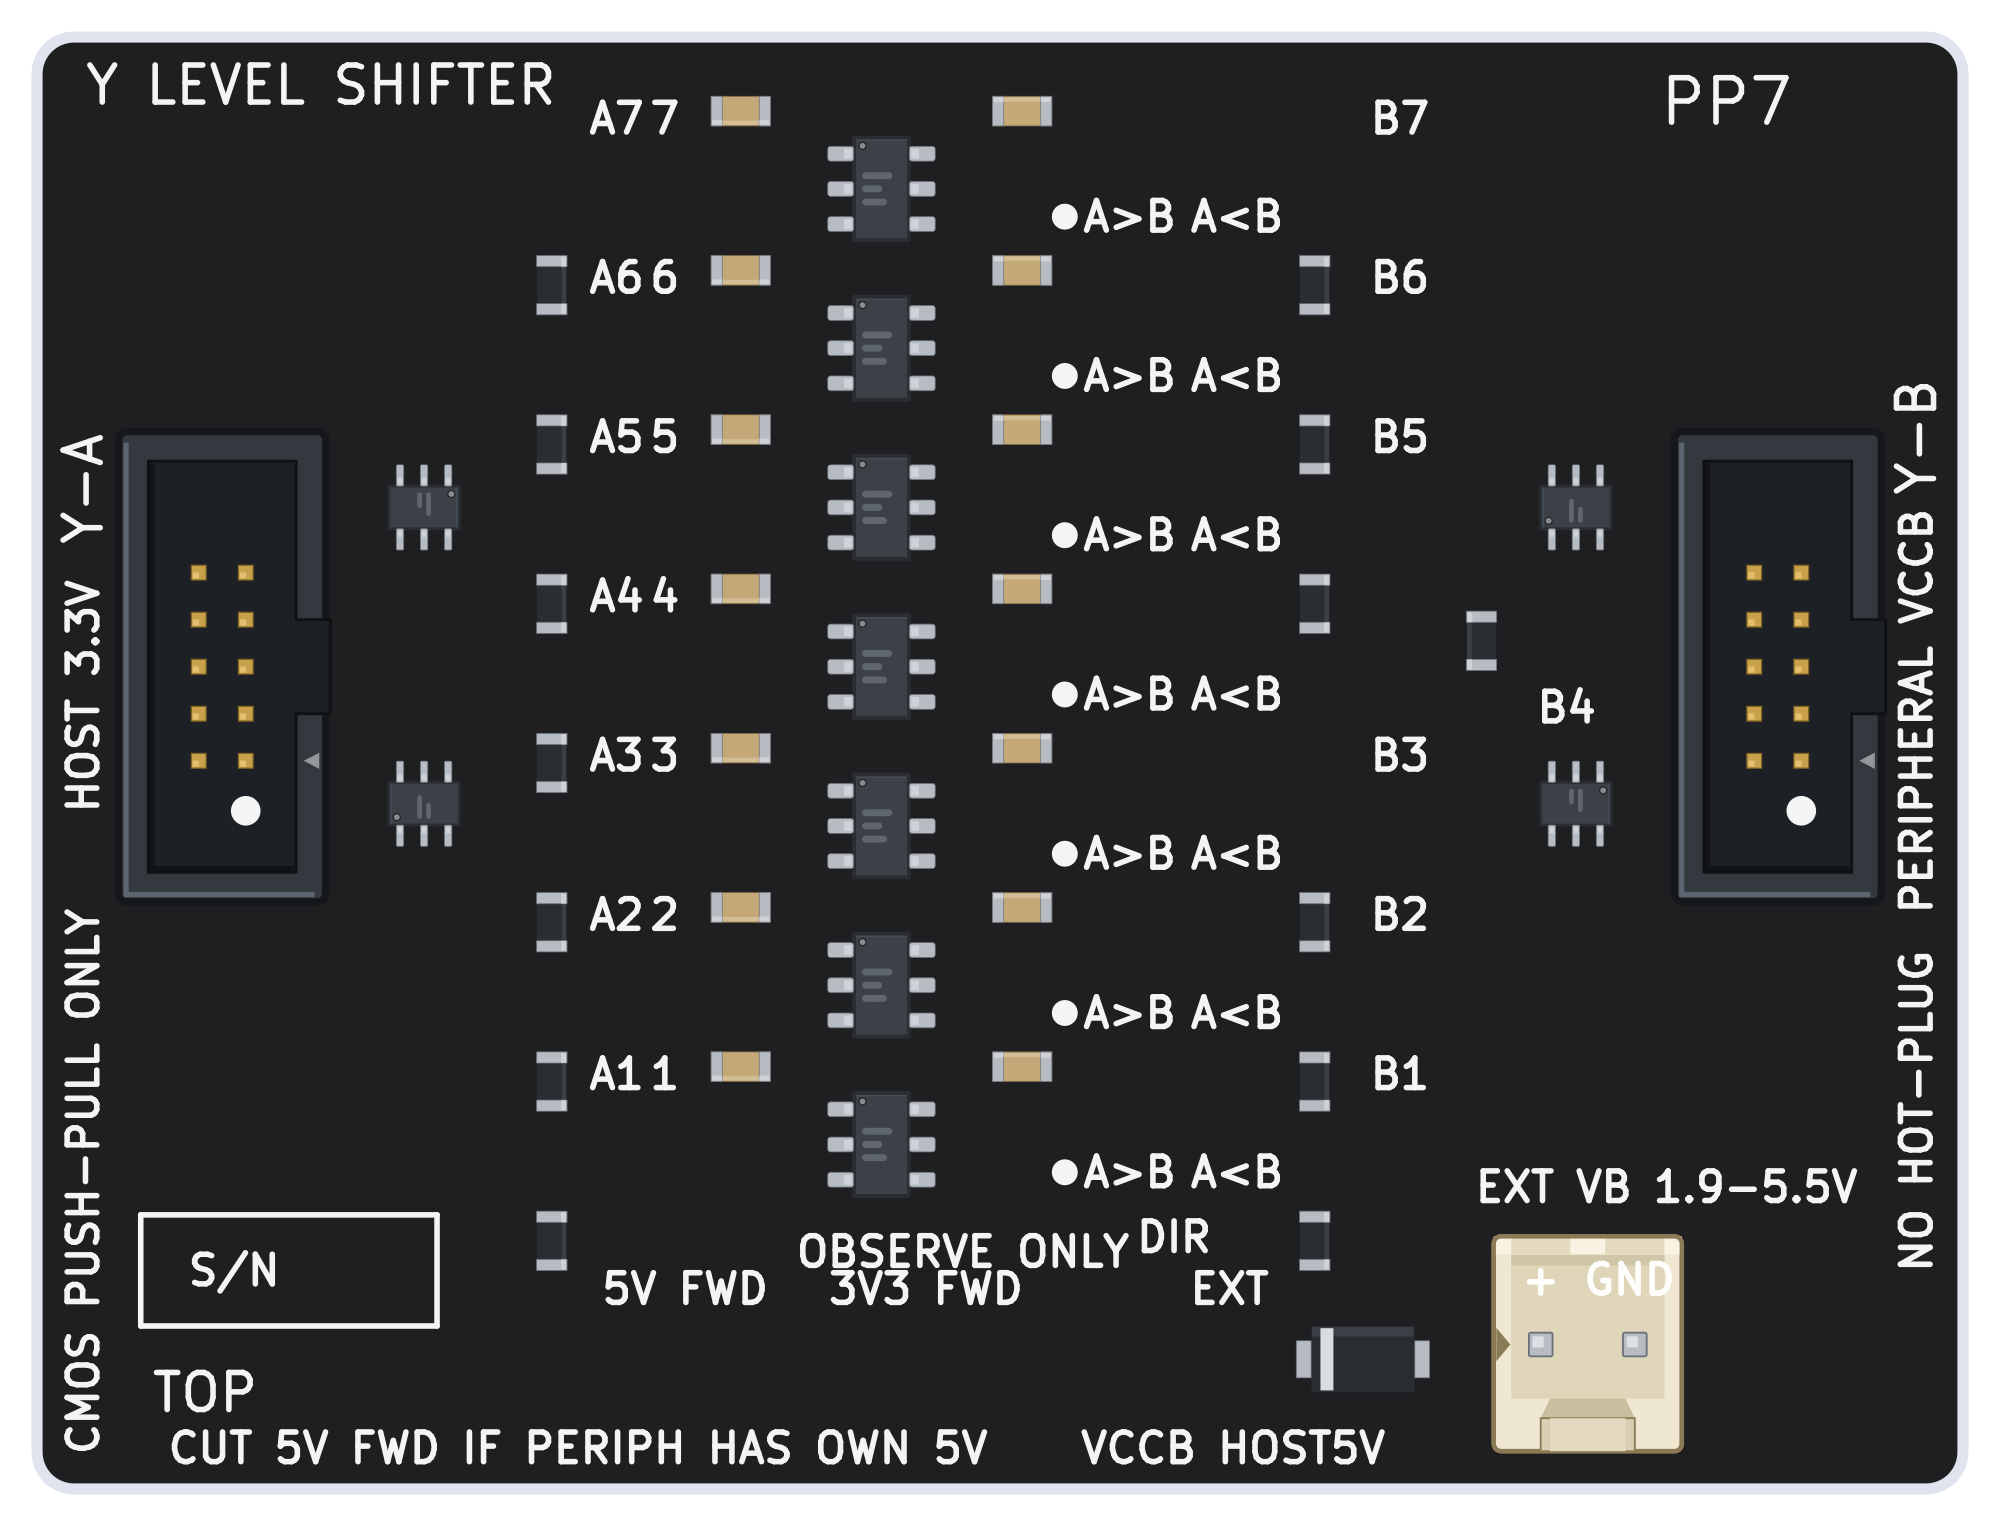 Y LEVEL SHIFTER
PP7
A77
B7
A>B A<B
A66
B6
A>B A<B
A55
B5
A>B A<B
A44
A>B A<B
B4
A33
B3
A>B A<B
A22
B2
A>B A<B
A11
B1
A>B A<B
HOST 3.3V Y-A
CMOS PUSH-PULL ONLY
PERIPHERAL VCCB Y-B
NO HOT-PLUG
EXT VB 1.9-5.5V
+ GND
S/N
OBSERVE ONLY
DIR
5V FWD
3V3 FWD
EXT
TOP
CUT 5V FWD IF PERIPH HAS OWN 5V
VCCB HOST5V